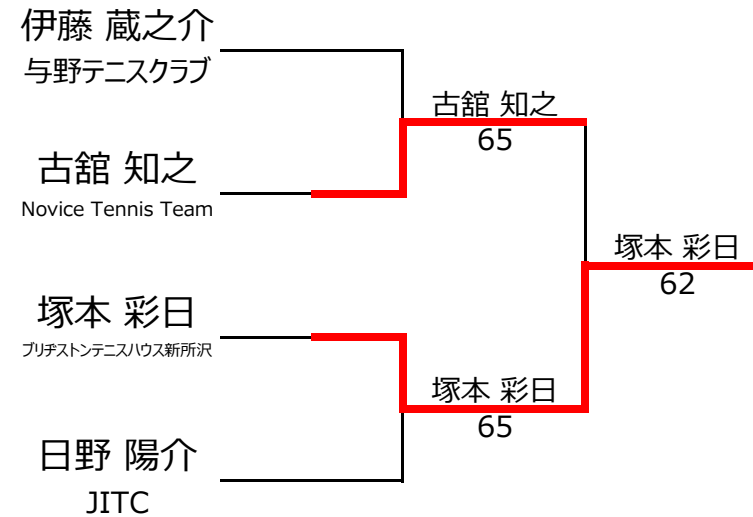 伊藤 蔵之介
与野テニスクラブ
古舘 知之
65
古舘 知之
Novice Tennis Team
塚本 彩日
62
塚本 彩日
ブリヂストンテニスハウス新所沢
塚本 彩日
65
日野 陽介
JITC